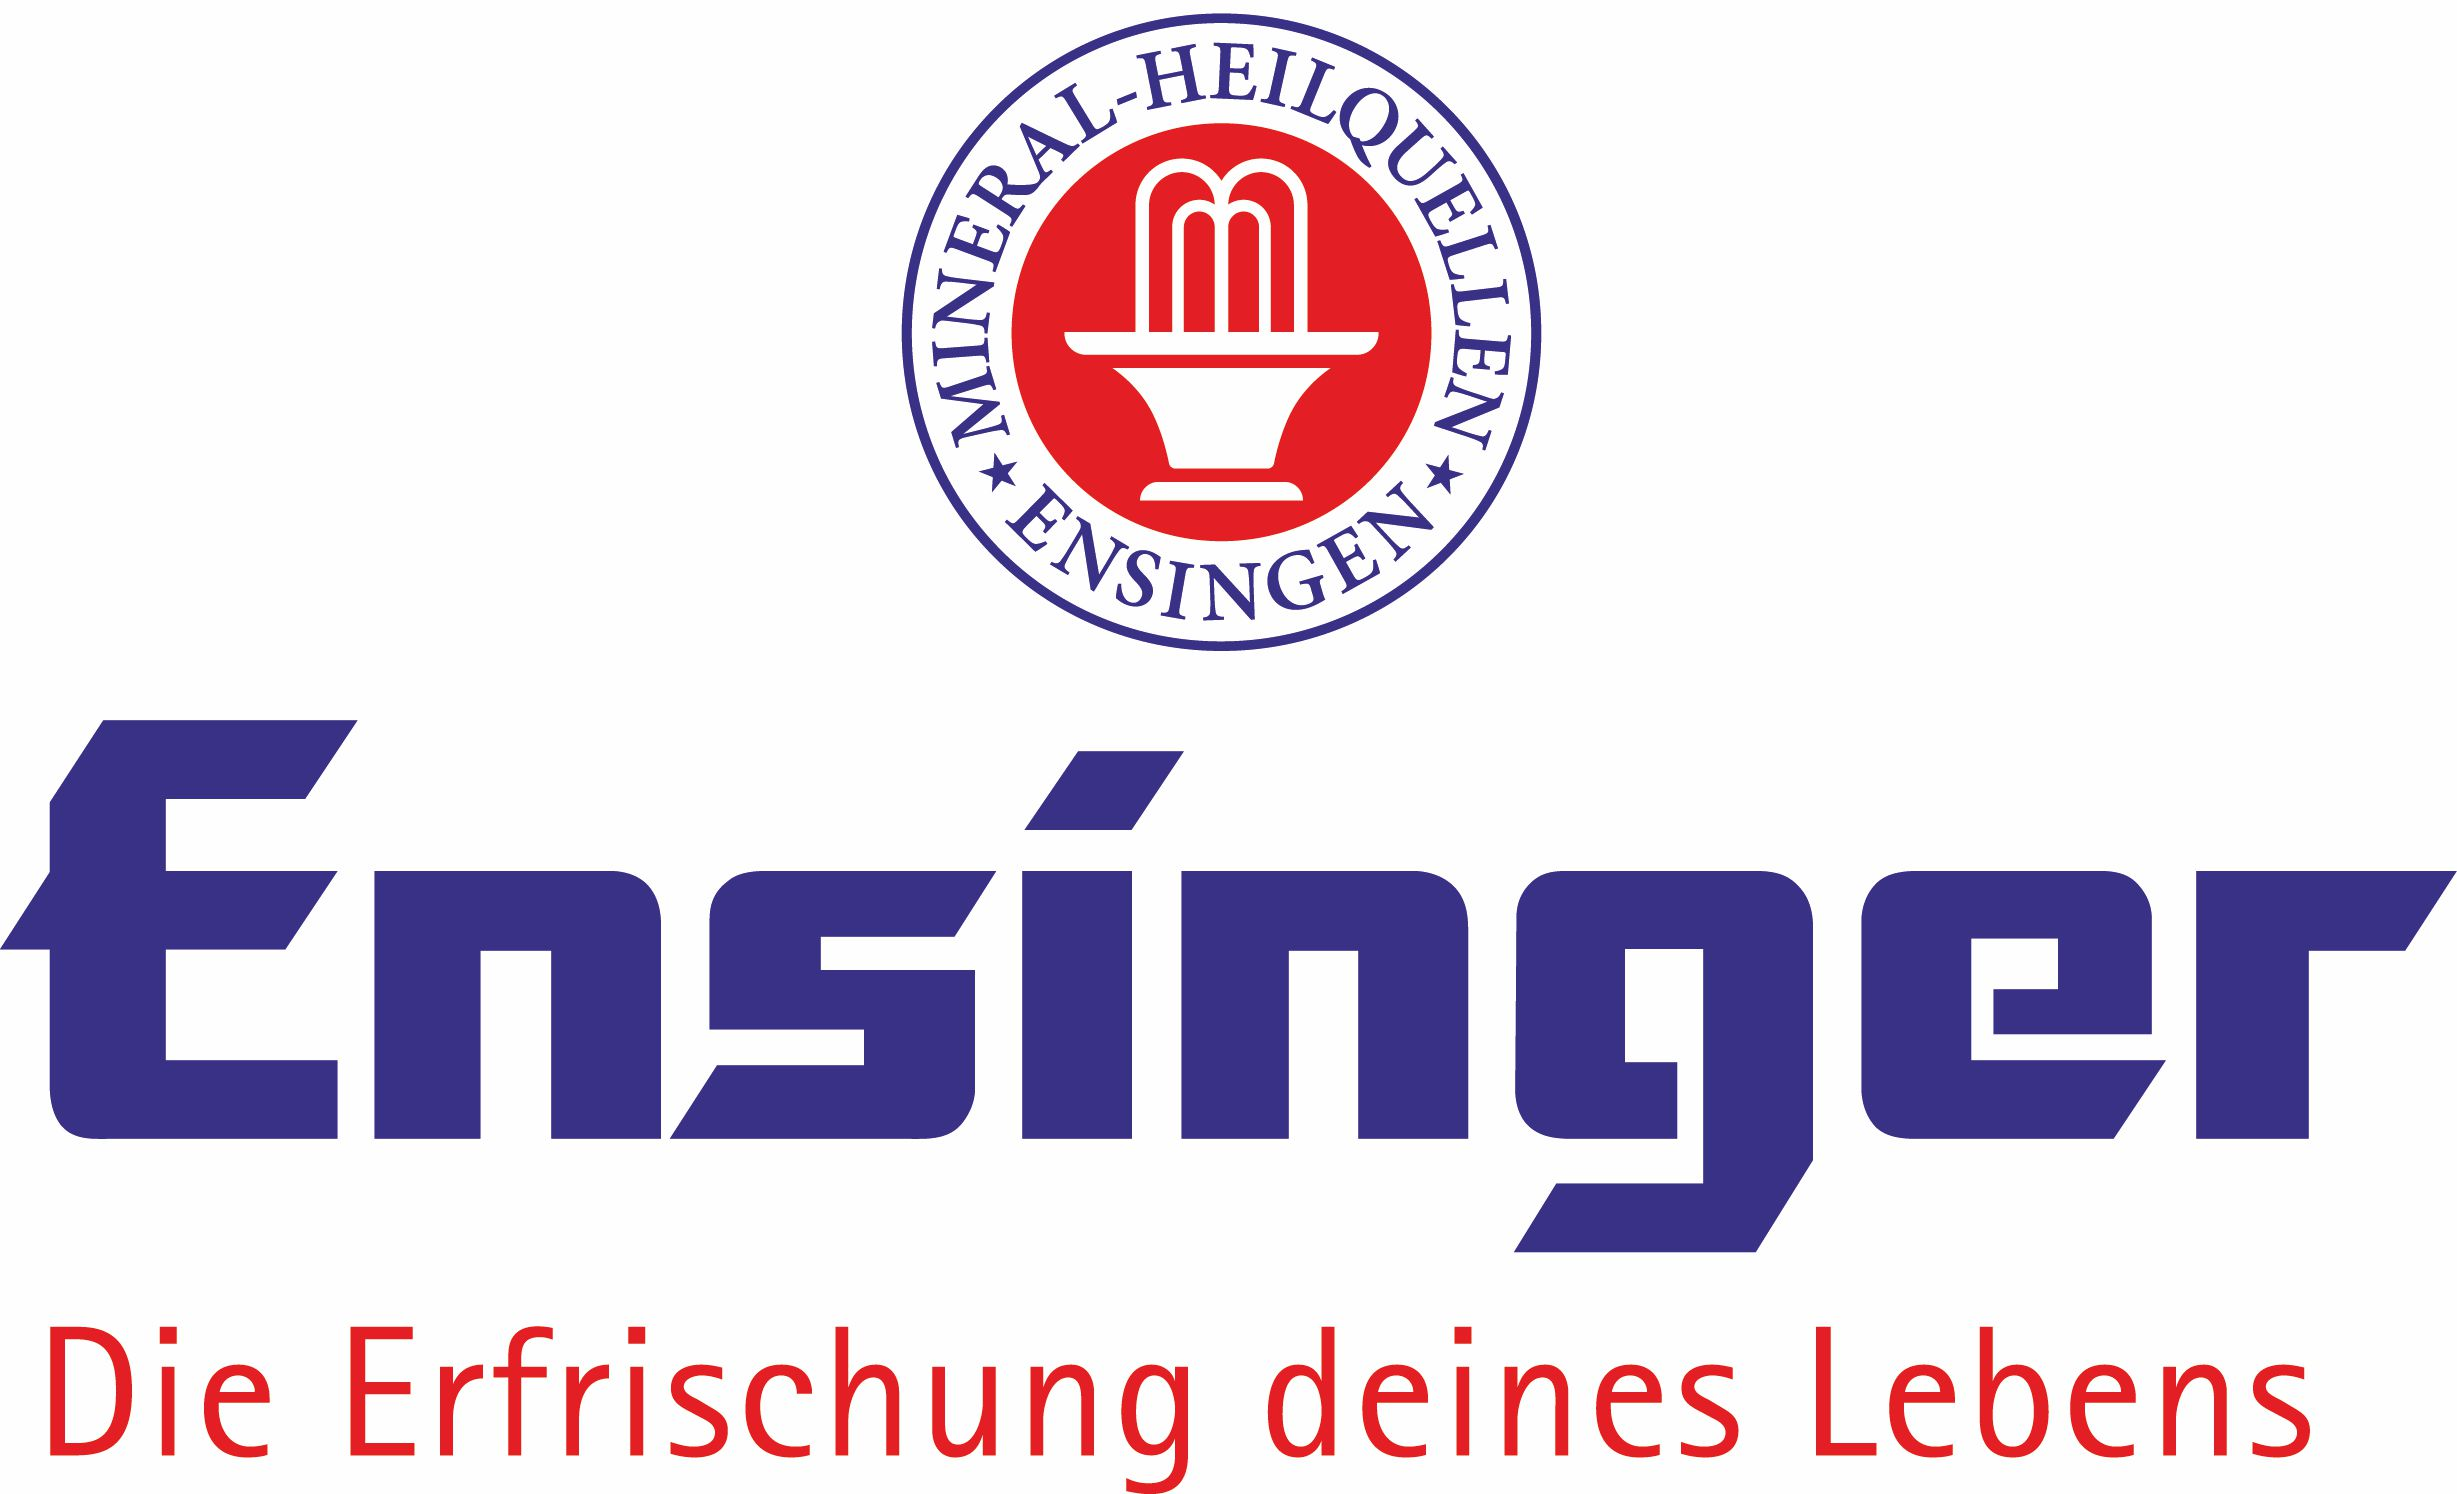 MINERAL-HEILQUELLEN
ENSINGEN
Ensinger
Die Erfrischung deines Lebens